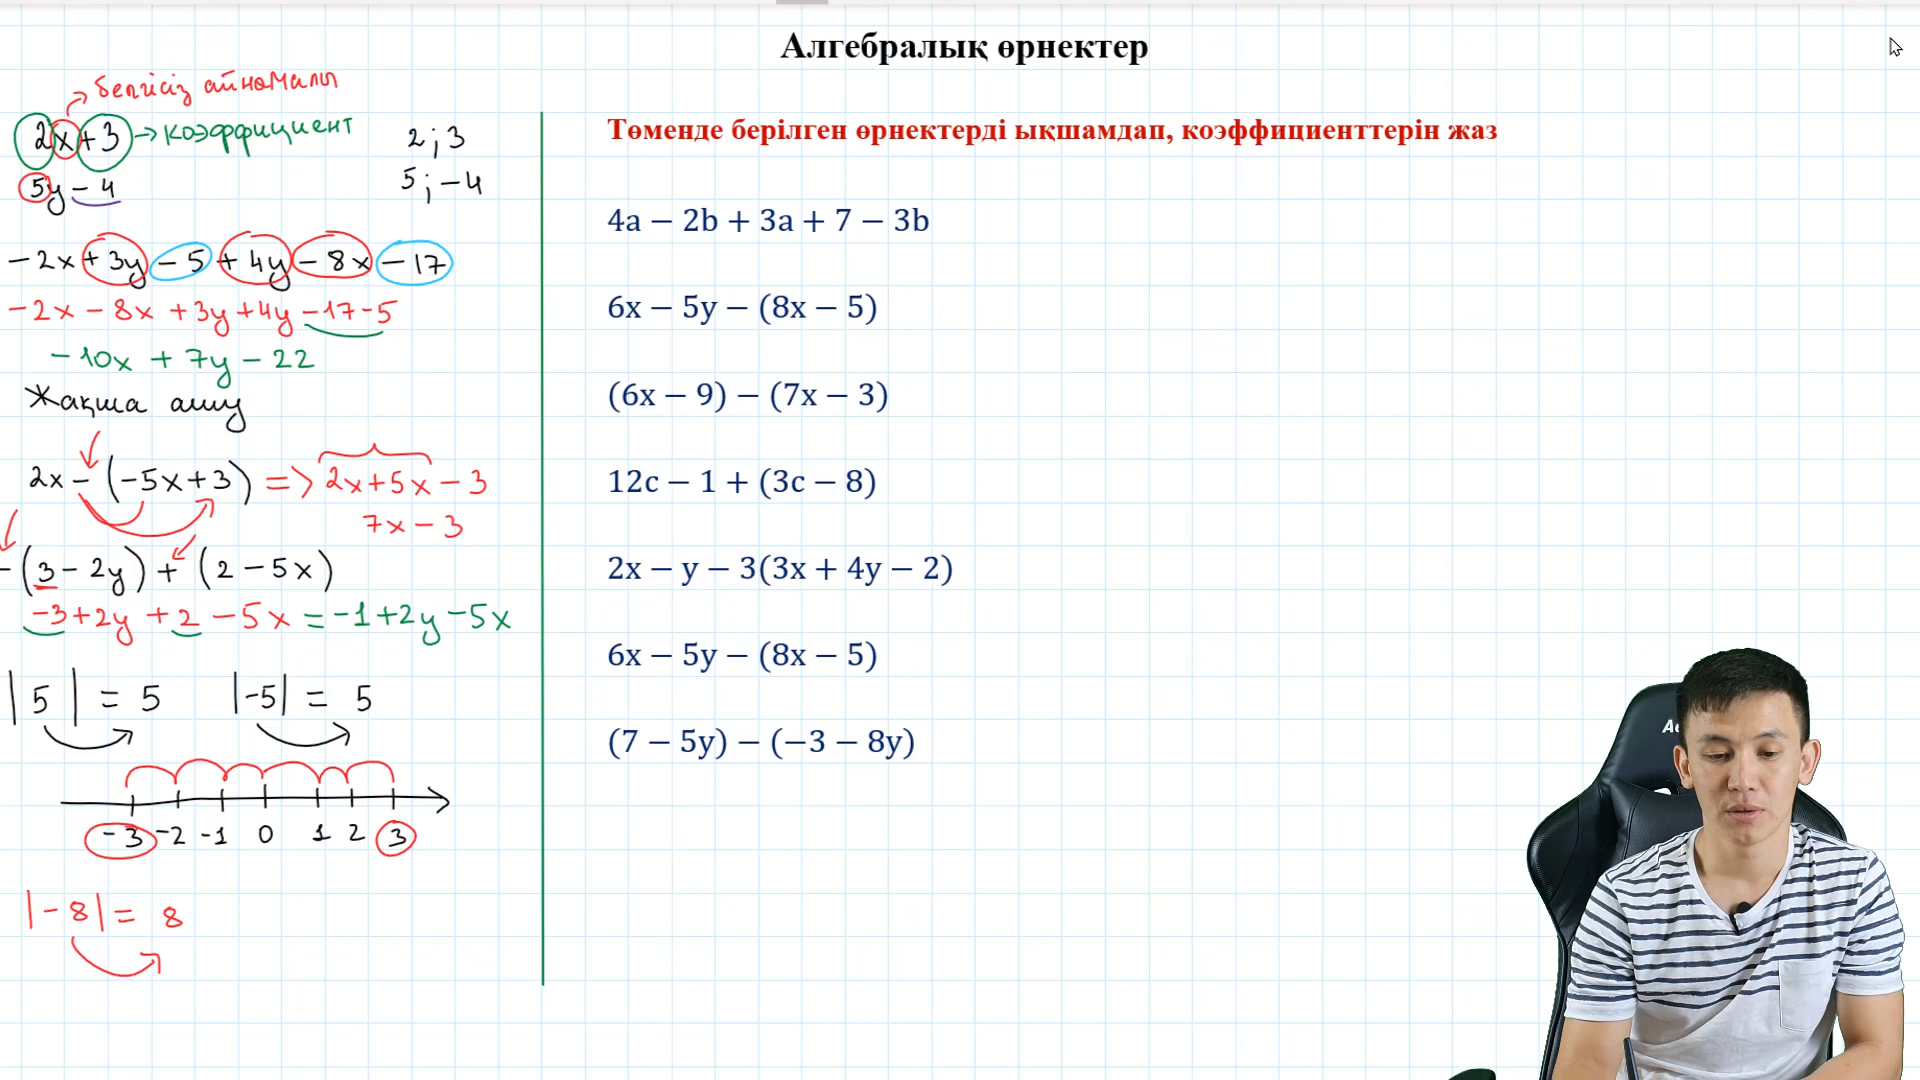 Алгебралық өрнектер
белгісіз айнымалы
2x+3 → коэффициент 2 ; 3
5y − 4 5 ; −4
−2x +3y −5 +4y −8x −17
−2x − 8x +3y +4y −17−5
−10x + 7y − 22
Жақша ашу
2x − (−5x+3) => 2x+5x − 3
7x − 3
−(3 − 2y) + (2 − 5x)
−3+2y +2 −5x = −1+2y −5x
|5| = 5 |−5| = 5
−3 −2 −1 0 1 2 3
|−8| = 8
Төменде берілген өрнектерді ықшамдап, коэффициенттерін жаз
4a − 2b + 3a + 7 − 3b
6x − 5y − (8x − 5)
(6x − 9) − (7x − 3)
12c − 1 + (3c − 8)
2x − y − 3(3x + 4y − 2)
6x − 5y − (8x − 5)
(7 − 5y) − (−3 − 8y)